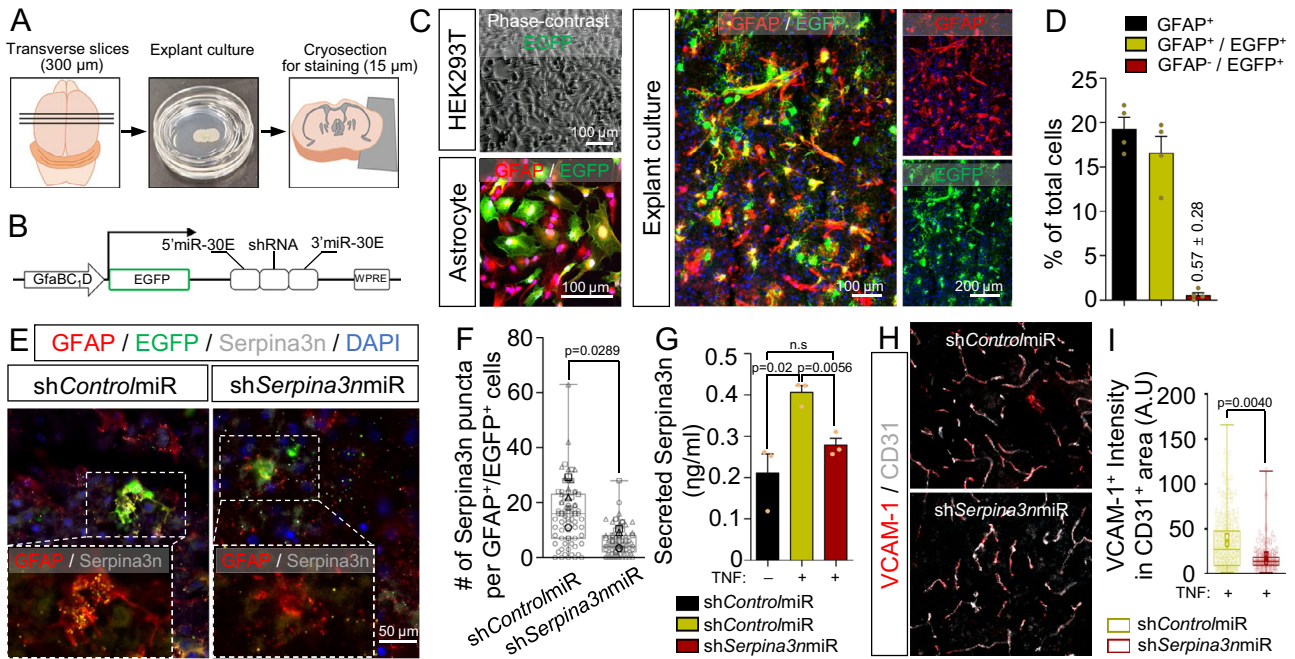 A
Transverse slices
(300 µm)
Explant culture
Cryosection
for staining (15 µm)
B
5’miR-30E
shRNA
3’miR-30E
GfaBC1D
EGFP
WPRE
C
HEK293T
Phase-contrast
EGFP
100 µm
Astrocyte
GFAP / EGFP
100 µm
Explant culture
GFAP / EGFP
100 µm
GFAP
EGFP
200 µm
D
GFAP+
GFAP+ / EGFP+
GFAP- / EGFP+
% of total cells
25
20
15
10
5
0
0.57 ± 0.28
E
GFAP / EGFP / Serpina3n / DAPI
shControlmiR
shSerpina3nmiR
GFAP / Serpina3n
GFAP / Serpina3n
50 µm
F
# of Serpina3n puncta
per GFAP+/EGFP+ cells
80
60
40
20
0
p=0.0289
shControlmiR
shSerpina3nmiR
G
Secreted Serpina3n
(ng/ml)
0.5
0.4
0.3
0.2
0.1
0
n.s
p=0.02
p=0.0056
TNF: – + +
shControlmiR
shControlmiR
shSerpina3nmiR
H
VCAM-1 / CD31
shControlmiR
shSerpina3nmiR
I
VCAM-1+ Intensity
in CD31+ area (A.U)
200
150
100
50
0
p=0.0040
TNF: + +
shControlmiR
shSerpina3nmiR